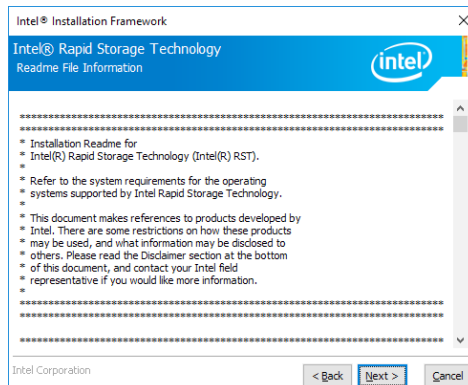 Intel® Installation Framework
Intel® Rapid Storage Technology
Readme File Information
intel
********************************************************************************
********************************************************************************
* Installation Readme for
* Intel(R) Rapid Storage Technology (Intel(R) RST).
*
* Refer to the system requirements for the operating
* systems supported by Intel Rapid Storage Technology.
*
* This document makes references to products developed by
* Intel. There are some restrictions on how these products
* may be used, and what information may be disclosed to
* others. Please read the Disclaimer section at the bottom
* of this document, and contact your Intel field
* representative if you would like more information.
*
********************************************************************************
********************************************************************************
********************************************************************************
Intel Corporation
< Back
Next >
Cancel